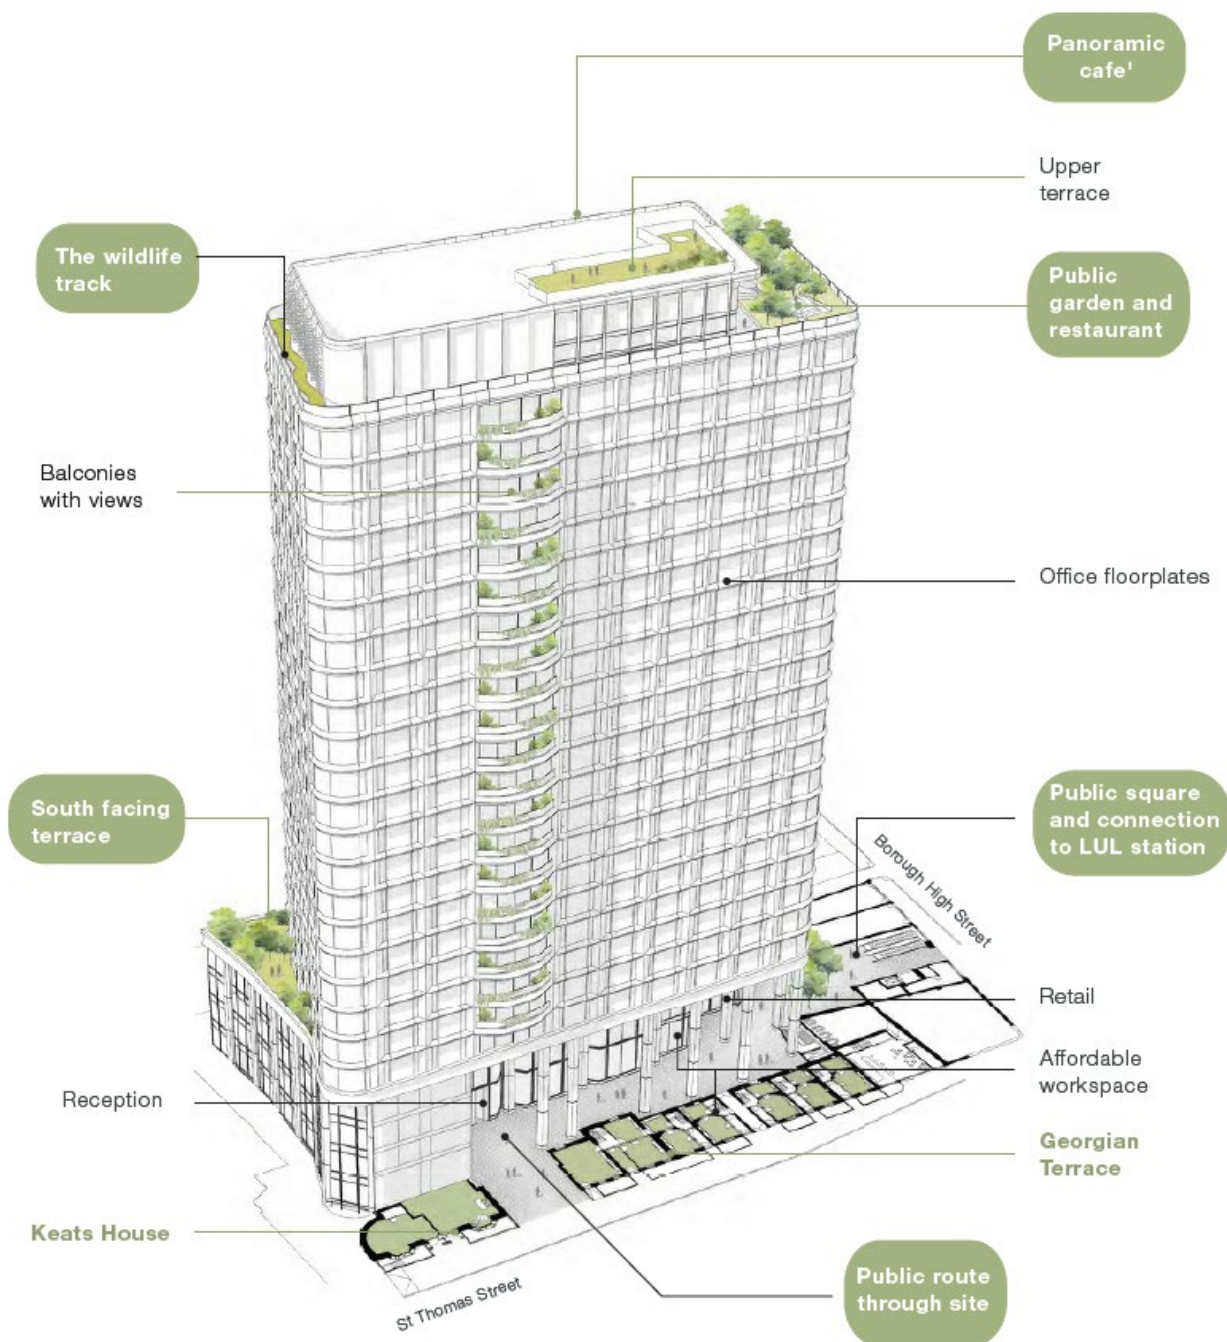 Panoramic
cafe'
Upper
terrace
The wildlife
track
Public
garden and
restaurant
Balconies
with views
Office floorplates
South facing
terrace
Public square
and connection
to LUL station
Borough High Street
Retail
Affordable
workspace
Reception
Georgian
Terrace
Keats House
Public route
through site
St Thomas Street